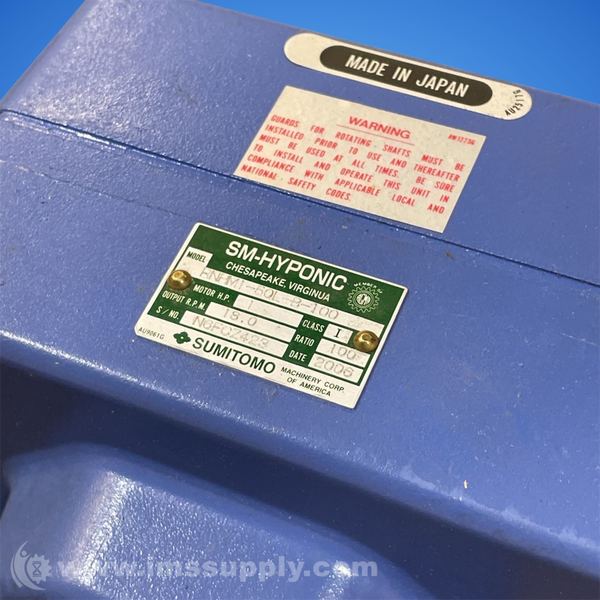 MADE IN JAPAN
WARNING
GUARDS FOR ROTATING SHAFTS MUST BE
INSTALLED PRIOR TO USE AND THEREAFTER
MUST BE USED AT ALL TIMES. BE SURE
TO INSTALL AND OPERATE THIS UNIT IN
COMPLIANCE WITH APPLICABLE LOCAL AND
NATIONAL SAFETY CODES.
SM-HYPONIC
CHESAPEAKE, VIRGINUA
MODEL
MOTOR H.P. 1 CLASS I
OUTPUT R.P.M. 18.0 RATIO 100
S/NO. DATE 2006
AU9061G
SUMITOMO MACHINERY CORP.
OF AMERICA
www.imssupply.com